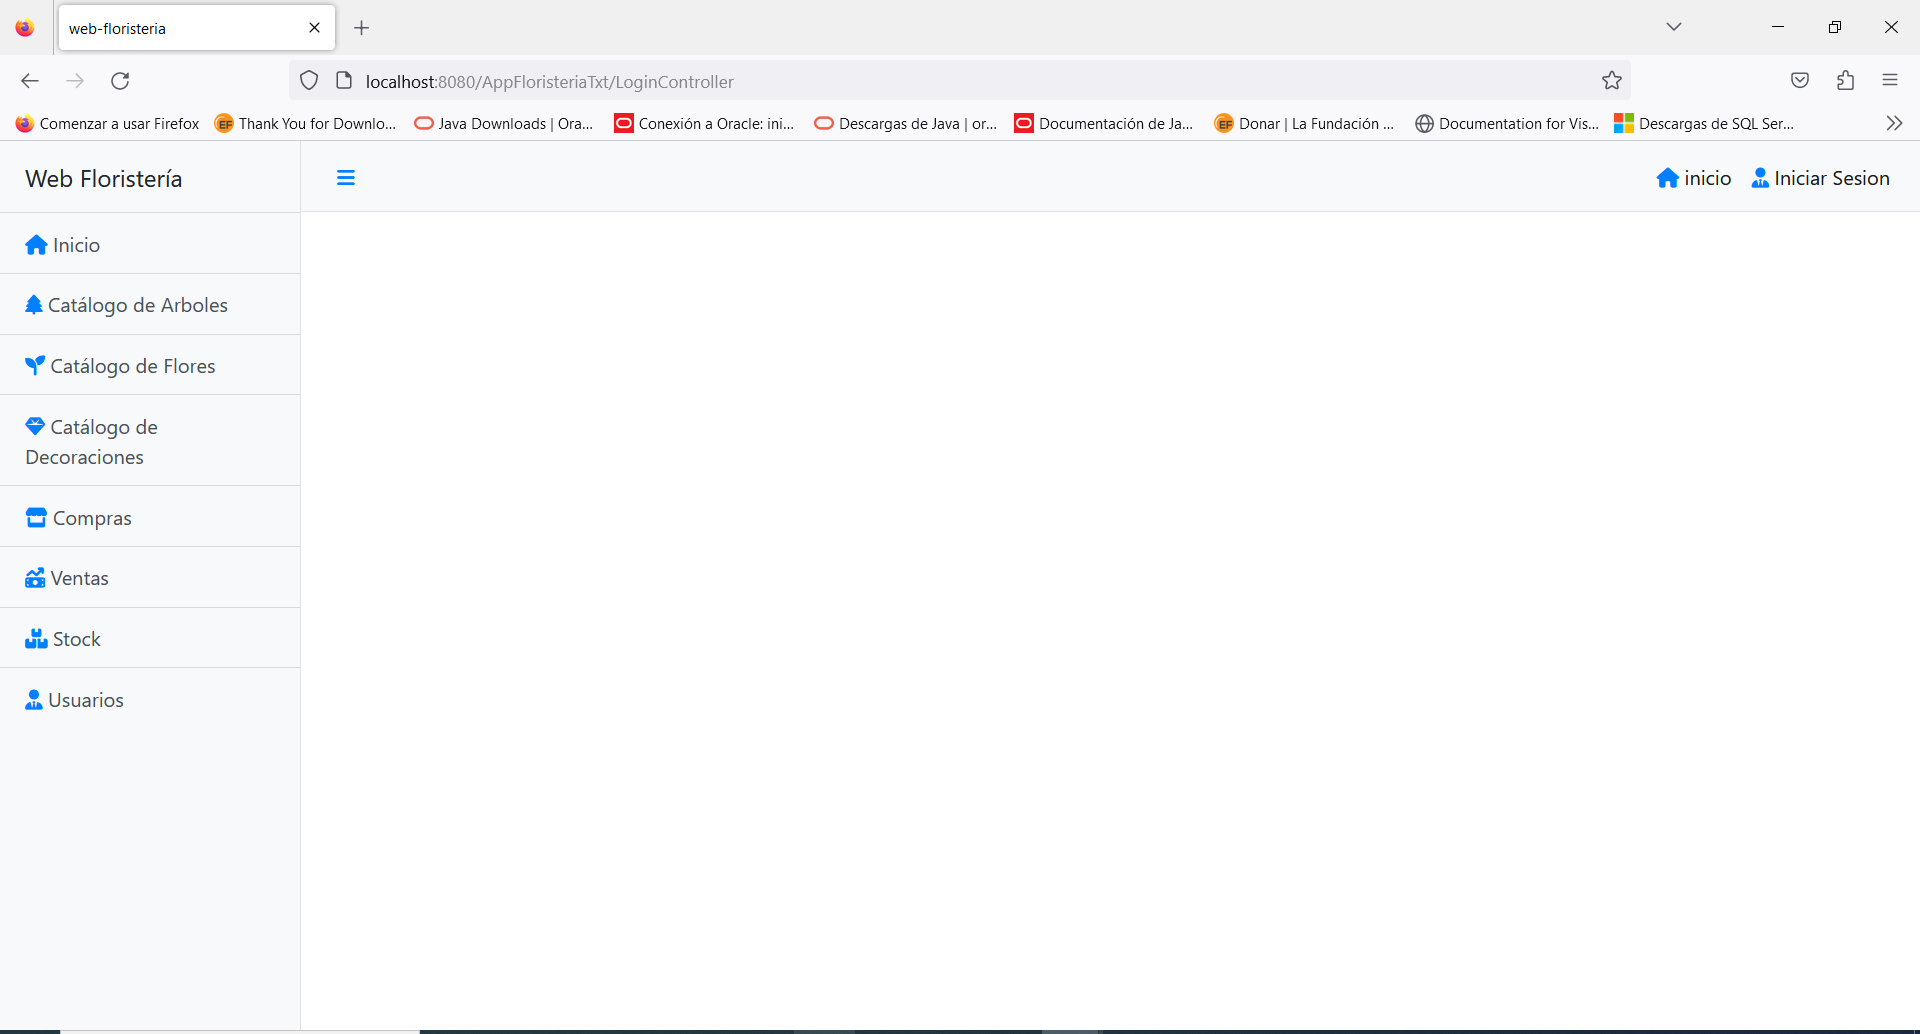 web-floristeria
localhost:8080/AppFloristeriaTxt/LoginController
Comenzar a usar Firefox
Thank You for Downlo...
Java Downloads | Ora...
Conexión a Oracle: ini...
Descargas de Java | or...
Documentación de Ja...
Donar | La Fundación ...
Documentation for Vis...
Descargas de SQL Ser...
Web Floristería
inicio
Iniciar Sesion
Inicio
Catálogo de Arboles
Catálogo de Flores
Catálogo de
Decoraciones
Compras
Ventas
Stock
Usuarios